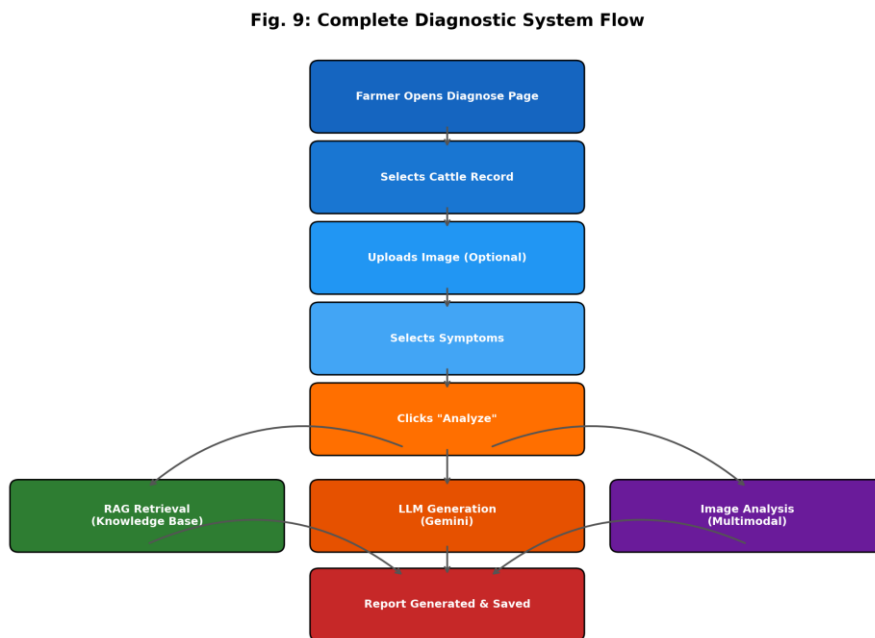 Fig. 9: Complete Diagnostic System Flow
Farmer Opens Diagnose Page
Selects Cattle Record
Uploads Image (Optional)
Selects Symptoms
Clicks "Analyze"
RAG Retrieval
(Knowledge Base)
LLM Generation
(Gemini)
Image Analysis
(Multimodal)
Report Generated & Saved